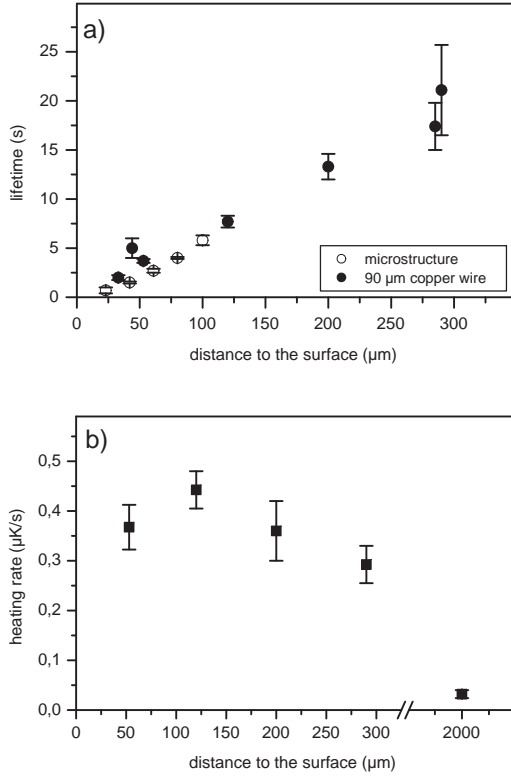 a)
25
20
15
10
5
0
lifetime (s)
microstructure
90 µm copper wire
0 50 100 150 200 250 300
distance to the surface (µm)
b)
0,5
0,4
0,3
0,2
0,1
0,0
heating rate (µK/s)
0 50 100 150 200 250 300 2000
distance to the surface (µm)